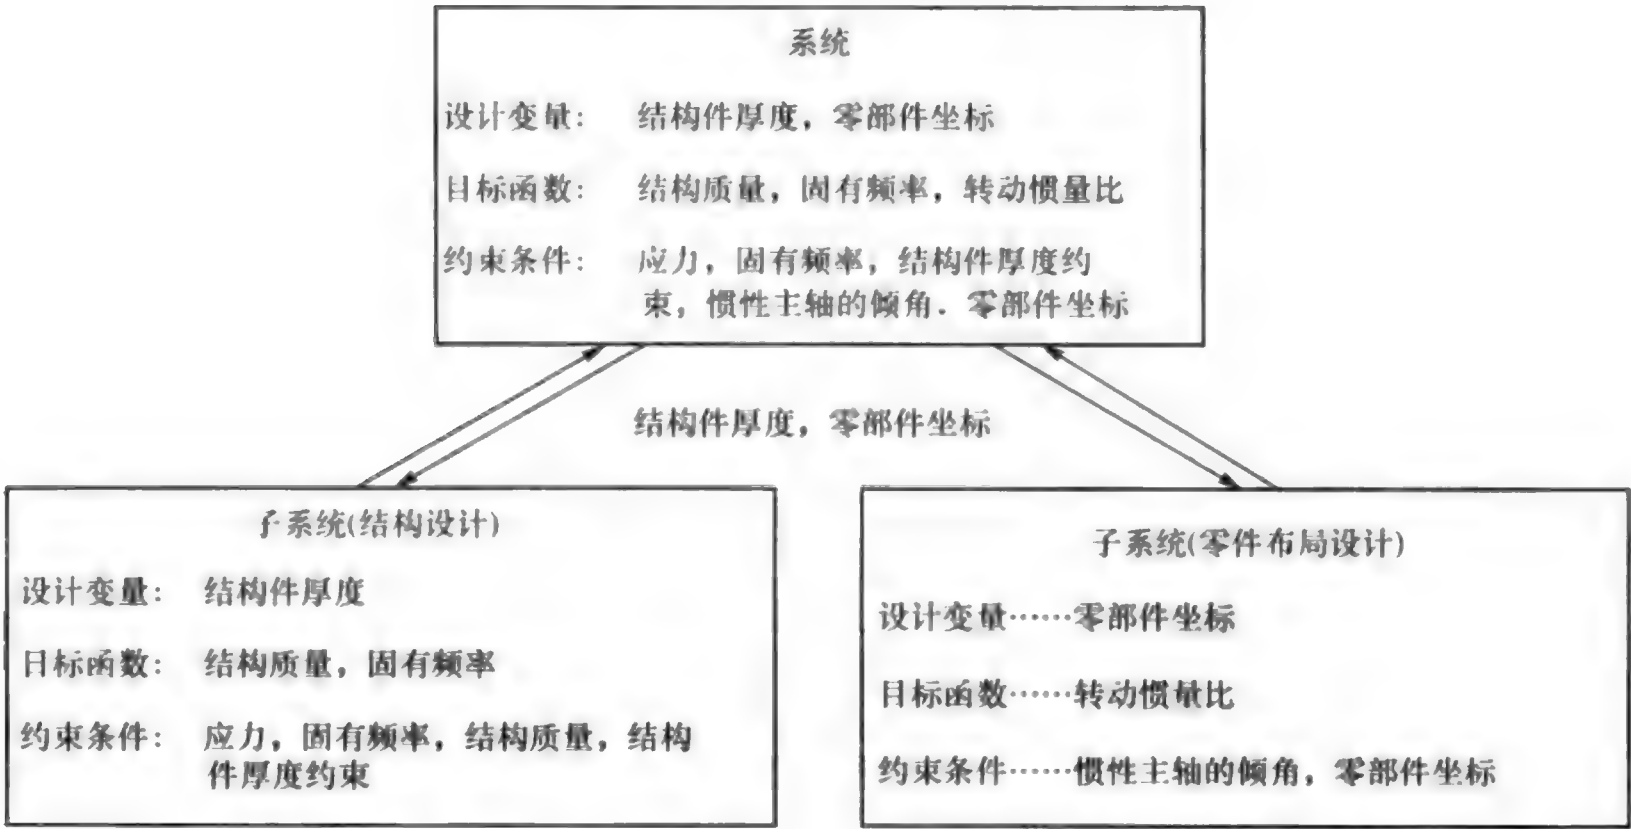 系统
设计变量： 结构件厚度，零部件坐标
目标函数： 结构质量，固有频率，转动惯量比
约束条件： 应力，固有频率，结构件厚度约
束，惯性主轴的倾角．零部件坐标
结构件厚度，零部件坐标
子系统(结构设计)
设计变量： 结构件厚度
目标函数： 结构质量，固有频率
约束条件： 应力，固有频率，结构质量，结构
件厚度约束
子系统(零件布局设计)
设计变量……零部件坐标
目标函数……转动惯量比
约束条件……惯性主轴的倾角，零部件坐标